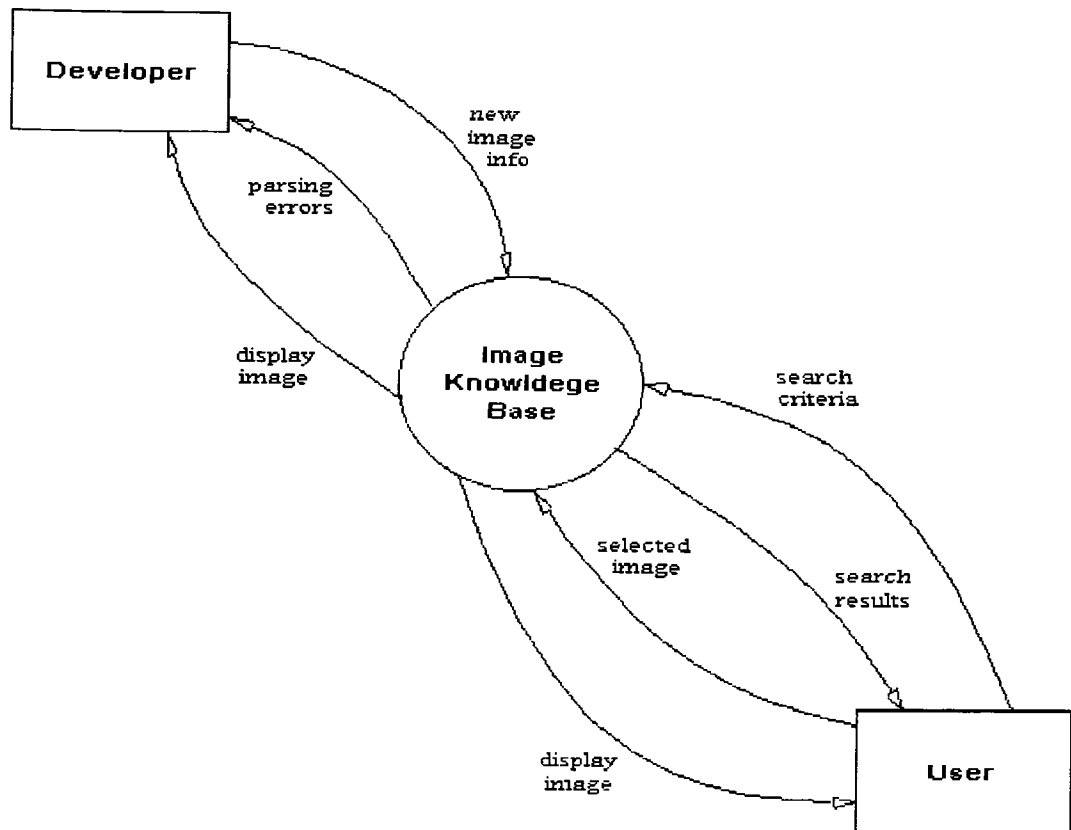 Developer
new
image
info
parsing
errors
display
image
Image
Knowldege
Base
search
criteria
selected
image
search
results
display
image
User